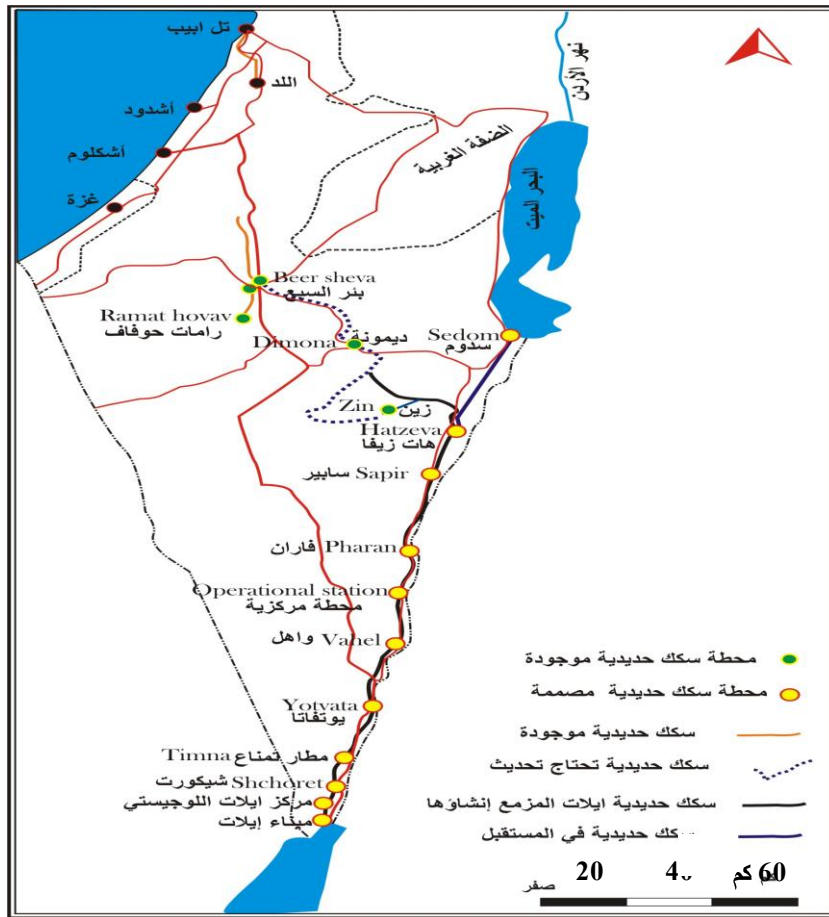 تل ابيب
اللد
أشدود
أشكلوم
غزة
نهر الأردن
الضفة الغربية
البحر الميت
Beer sheva
بئر السبع
Ramat hovav
رامات حوفاف
ديمونة
Dimona
Sedom
سدوم
Zin زين
Hatzeva
هات زيفا
سابير Sapir
فاران Pharan
Operational station
محطة مركزية
واهل Vahel
Yotvata
يوتفاتا
Timna مطار تمناع
شيكورت Shchoret
مركز ايلات اللوجيستي
ميناء إيلات
محطة سكك حديدية موجودة
محطة سكك حديدية مصممة
سكك حديدية موجودة
سكك حديدية تحتاج تحديث
سكك حديدية ايلات المزمع إنشاؤها
كك حديدية في المستقبل
صفر 20 60 كم